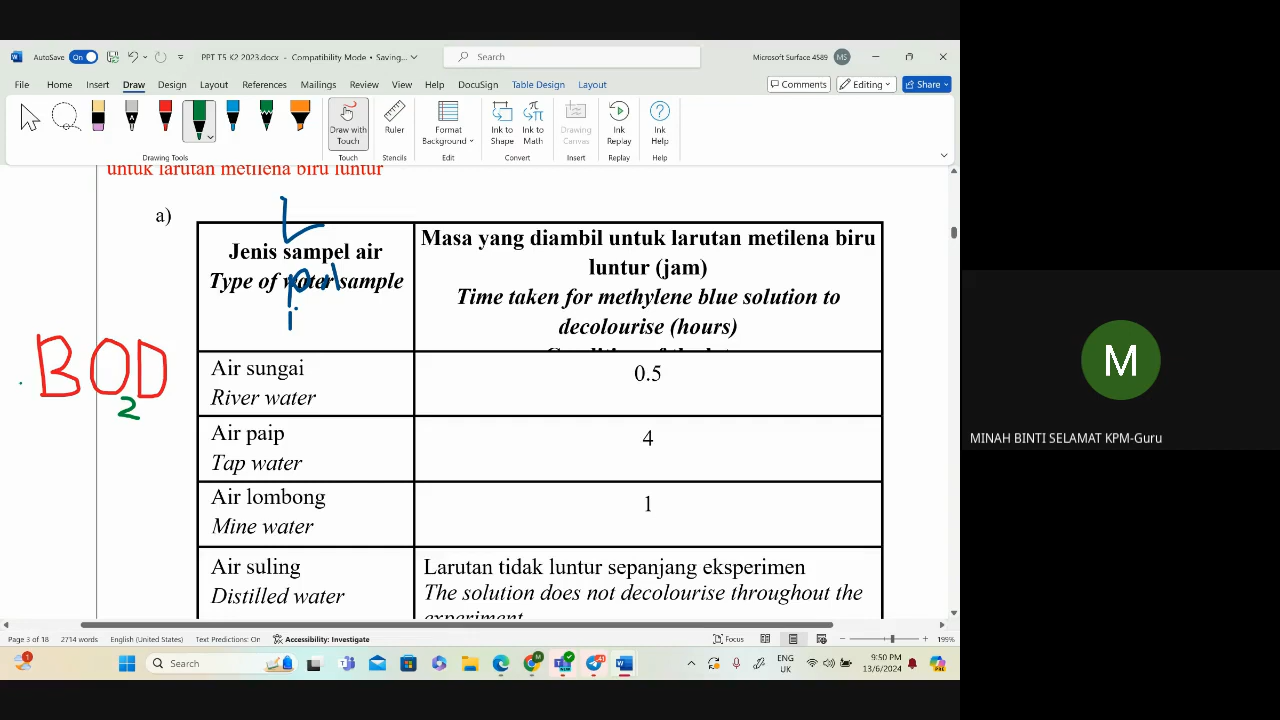 AutoSave On PPT T5 K2 2023.docx - Compatibility Mode • Saving... Search Microsoft Surface 4589 MS
File Home Insert Draw Design Layout References Mailings Review View Help DocuSign Table Design Layout Comments Editing Share
Draw with Touch Ruler Format Background Ink to Shape Ink to Math Drawing Canvas Ink Replay Ink Help
Drawing Tools Touch Stencils Edit Convert Insert Replay Help
untuk larutan metilena biru luntur
a)
Jenis sampel air
Type of water sample
Masa yang diambil untuk larutan metilena biru
luntur (jam)
Time taken for methylene blue solution to
decolourise (hours)
BOD
2
Air sungai
River water
0.5
Air paip
Tap water
4
Air lombong
Mine water
1
Air suling
Distilled water
Larutan tidak luntur sepanjang eksperimen
The solution does not decolourise throughout the
experiment
M
MINAH BINTI SELAMAT KPM-Guru
Page 3 of 18 2714 words English (United States) Text Predictions: On Accessibility: Investigate Focus 199%
Search ENG UK 9:50 PM 13/6/2024